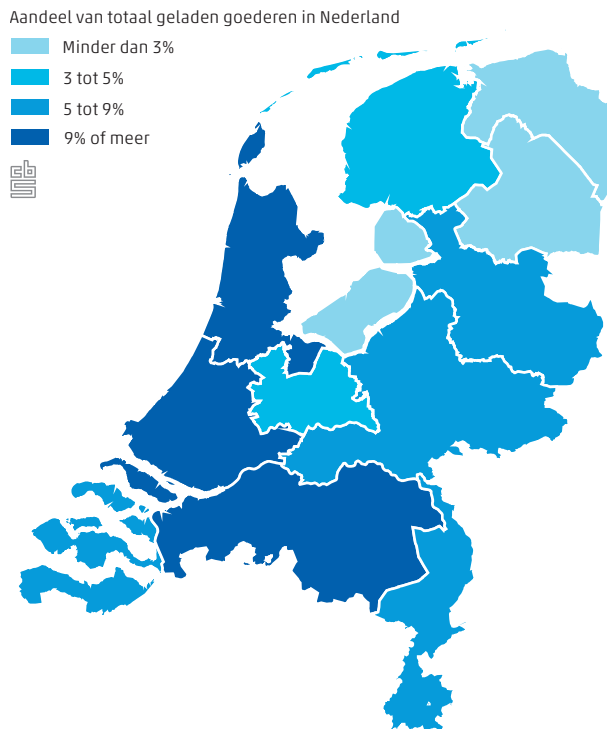 Aandeel van totaal geladen goederen in Nederland
Minder dan 3%
3 tot 5%
5 tot 9%
9% of meer
cbs